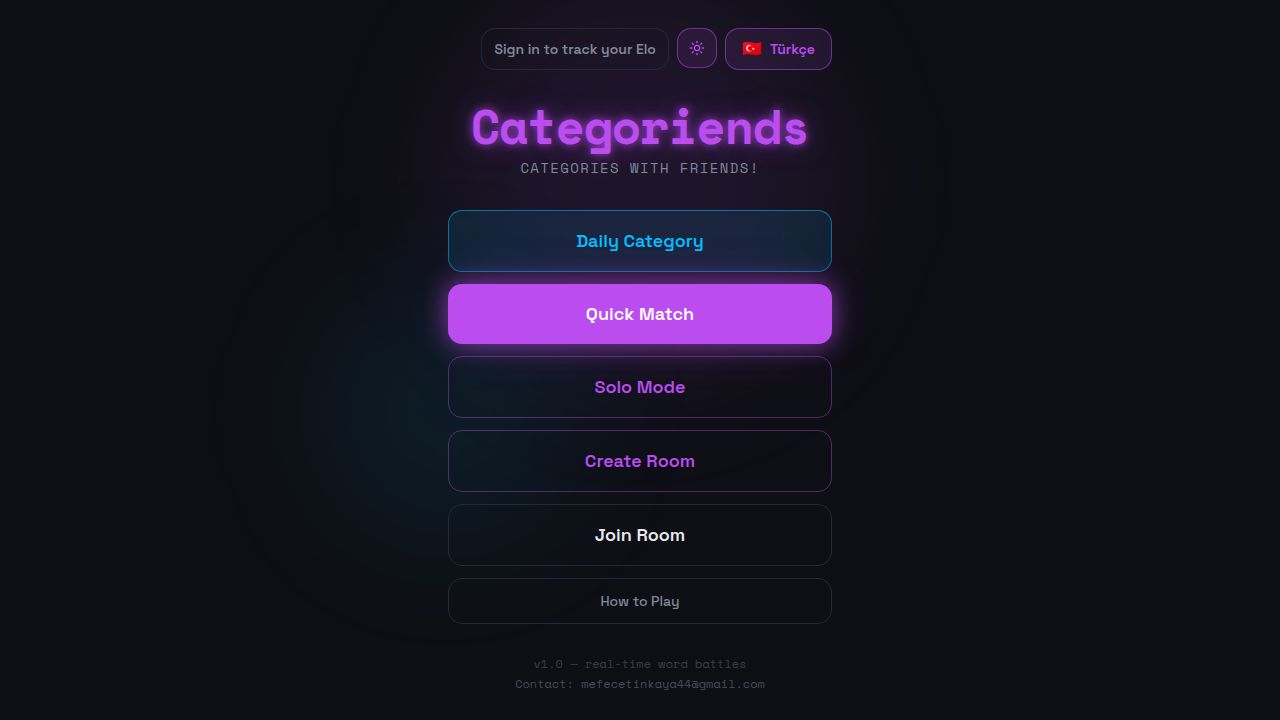 Sign in to track your Elo
Türkçe
Categoriends
CATEGORIES WITH FRIENDS!
Daily Category
Quick Match
Solo Mode
Create Room
Join Room
How to Play
v1.0 — real-time word battles
Contact: mefecetinkaya44@gmail.com